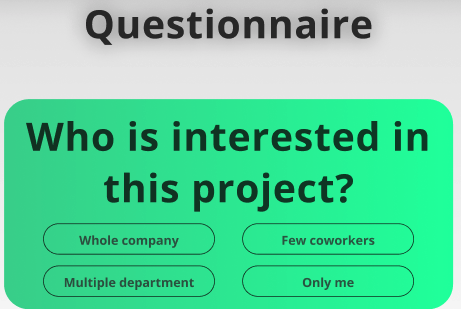 Questionnaire
Who is interested in
this project?
Whole company
Few coworkers
Multiple department
Only me